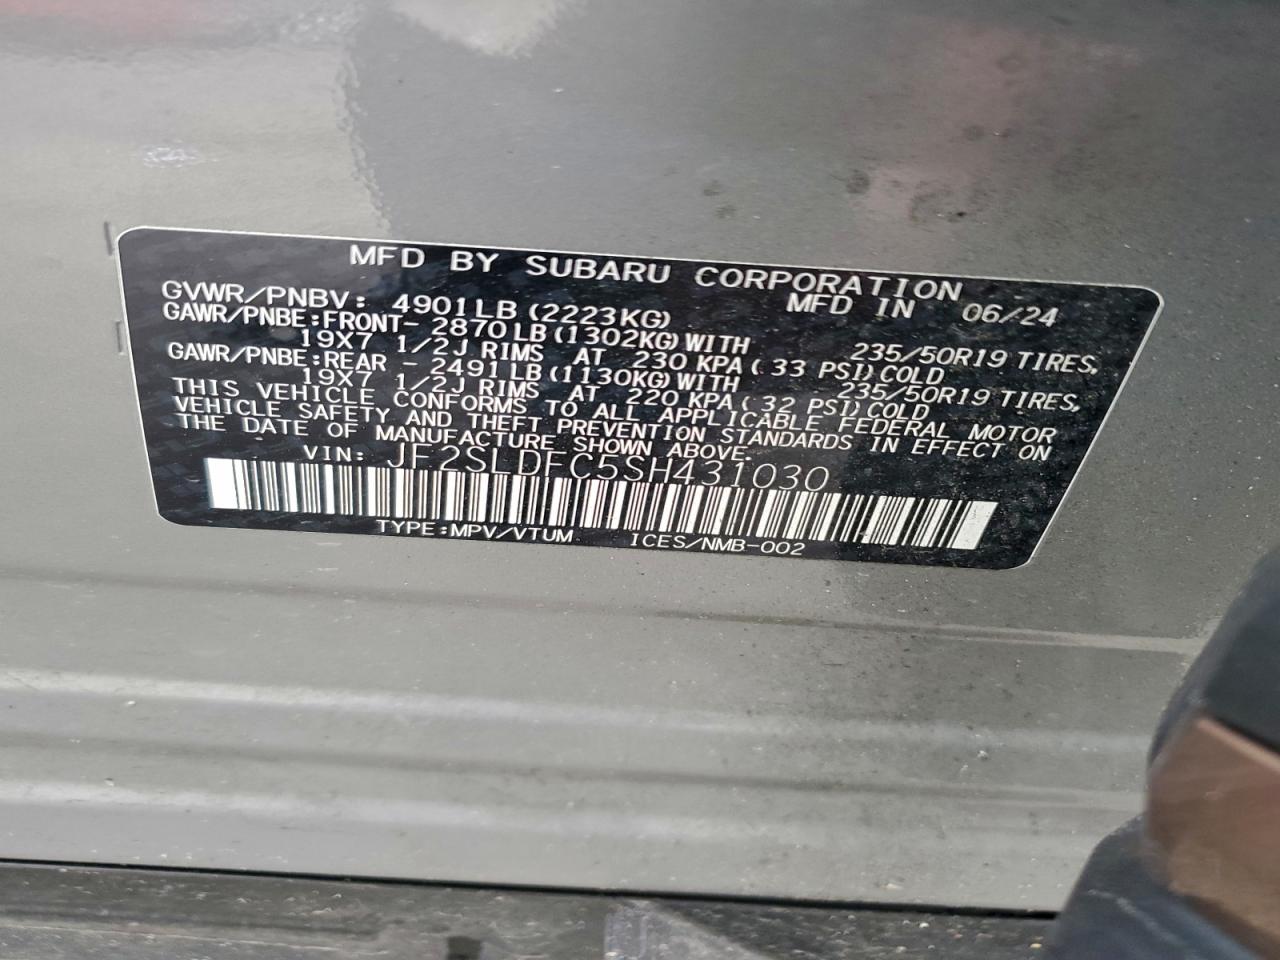 MFD BY SUBARU CORPORATION
GVWR/PNBV: 4901LB (2223KG) MFD IN 06/24
GAWR/PNBE:FRONT- 2870LB(1302KG)WITH 235/50R19 TIRES,
19X7 1/2J RIMS AT 230 KPA( 33 PSI)COLD
GAWR/PNBE:REAR - 2491LB(1130KG)WITH 235/50R19 TIRES,
19X7 1/2J RIMS AT 220 KPA( 32 PSI)COLD
THIS VEHICLE CONFORMS TO ALL APPLICABLE FEDERAL MOTOR
VEHICLE SAFETY AND THEFT PREVENTION STANDARDS IN EFFECT ON
THE DATE OF MANUFACTURE SHOWN ABOVE.
VIN: JF2SLDFC5SH431030
TYPE:MPV/VTUM ICES/NMB-002